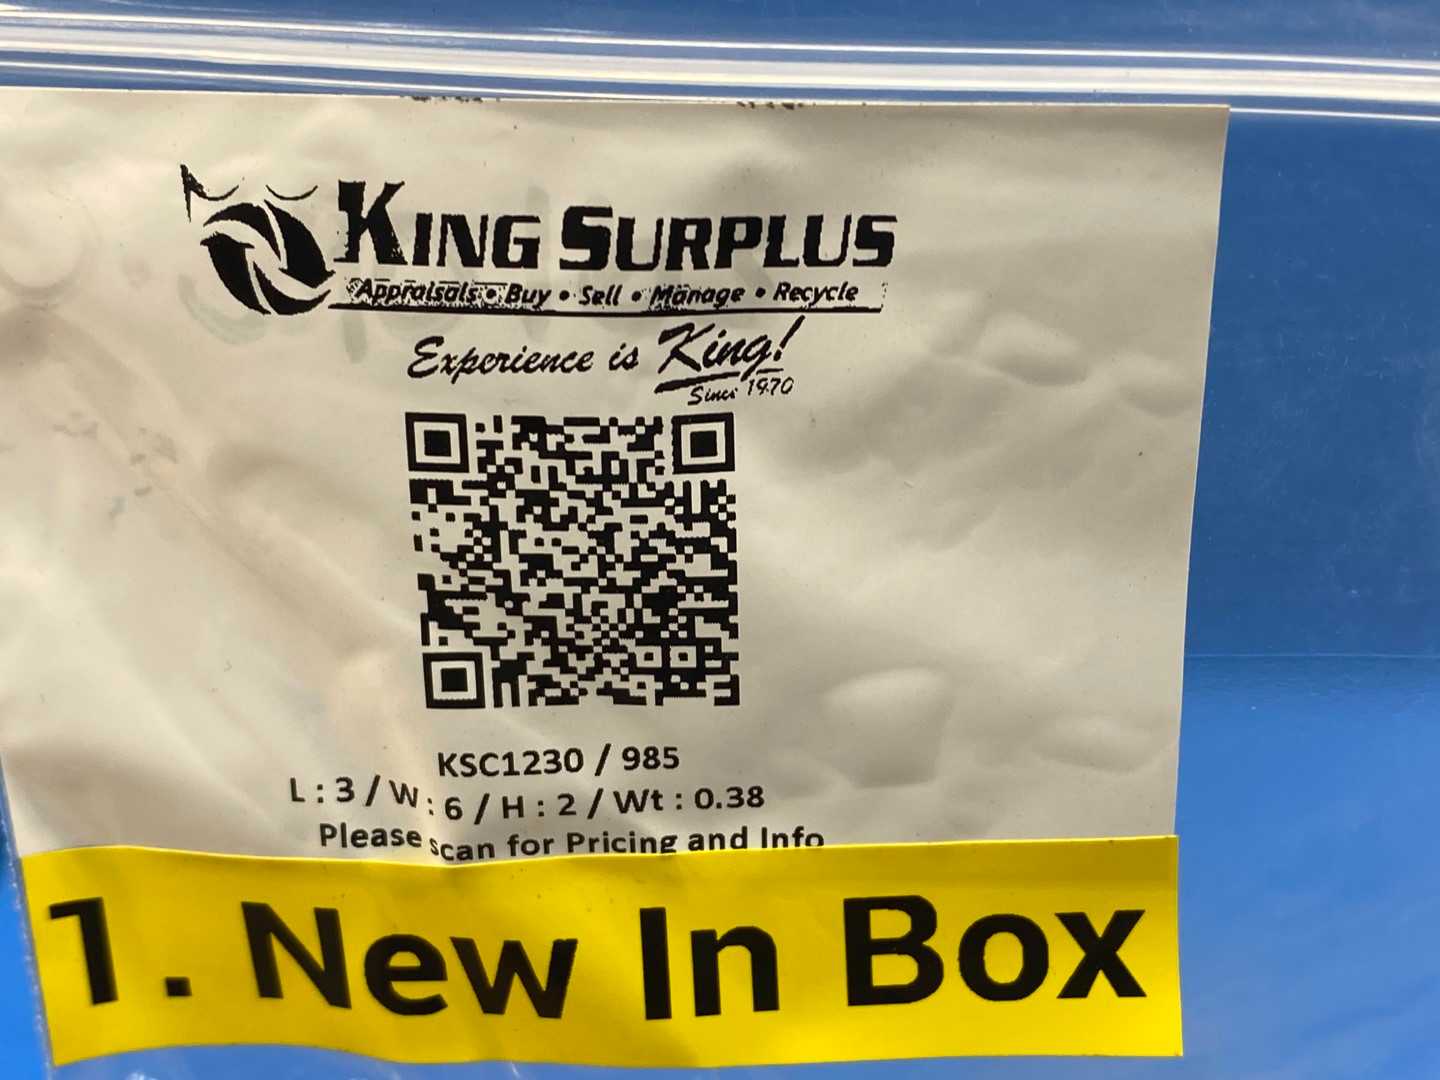 KING SURPLUS
Appraisals • Buy • Sell • Manage • Recycle
Experience is King!
Since 1970
KSC1230 / 985
L : 3 / W : 6 / H : 2 / Wt : 0.38
Please scan for Pricing and Info
1. New In Box